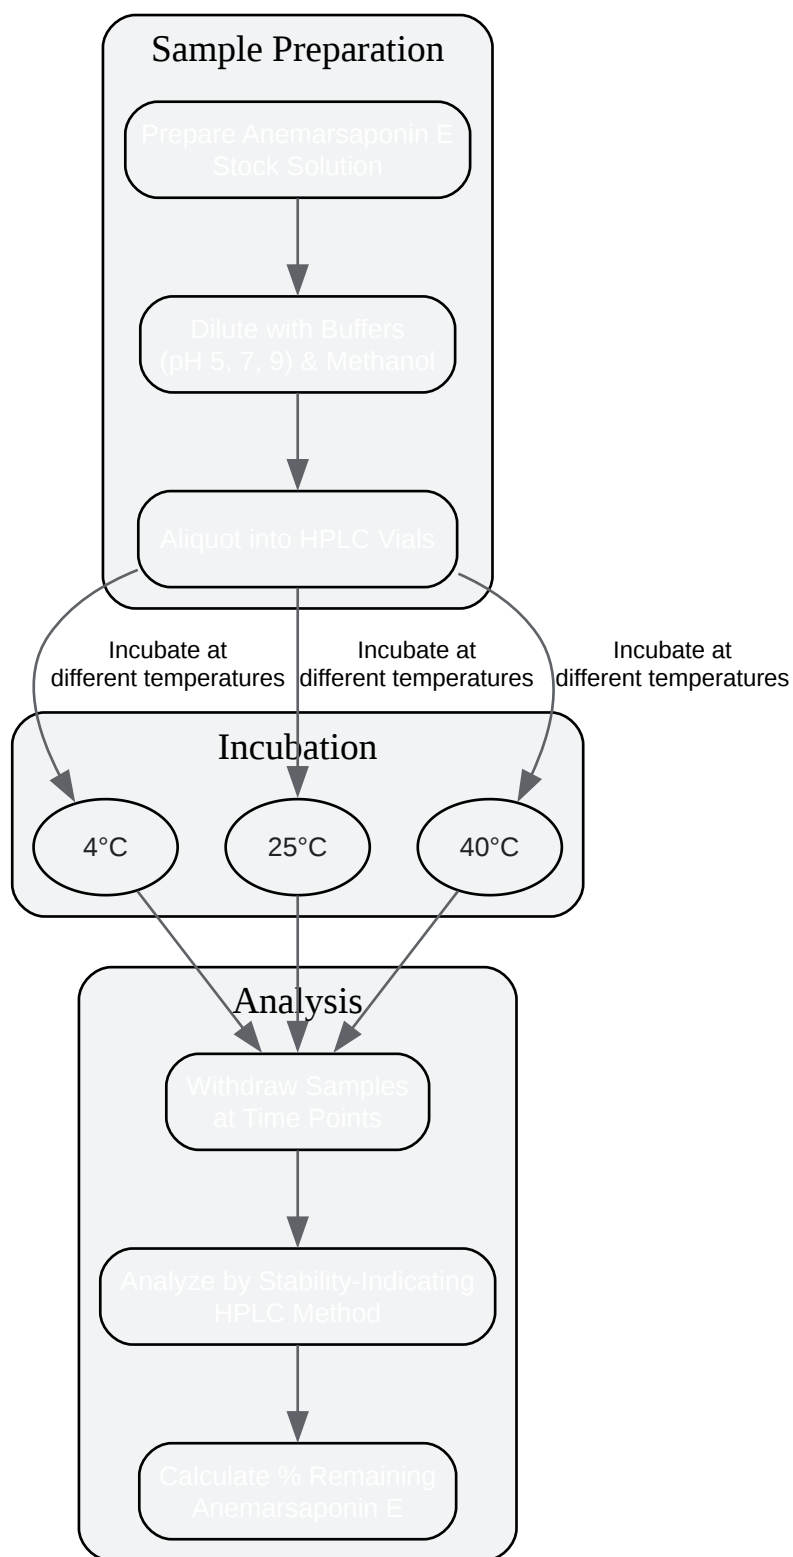 Sample Preparation
Prepare Anemarsaponin E
Stock Solution
Dilute with Buffers
(pH 5, 7, 9) & Methanol
Aliquot into HPLC Vials
Incubate at
different temperatures
Incubate at
different temperatures
Incubate at
different temperatures
Incubation
4°C
25°C
40°C
Analysis
Withdraw Samples
at Time Points
Analyze by Stability-Indicating
HPLC Method
Calculate % Remaining
Anemarsaponin E